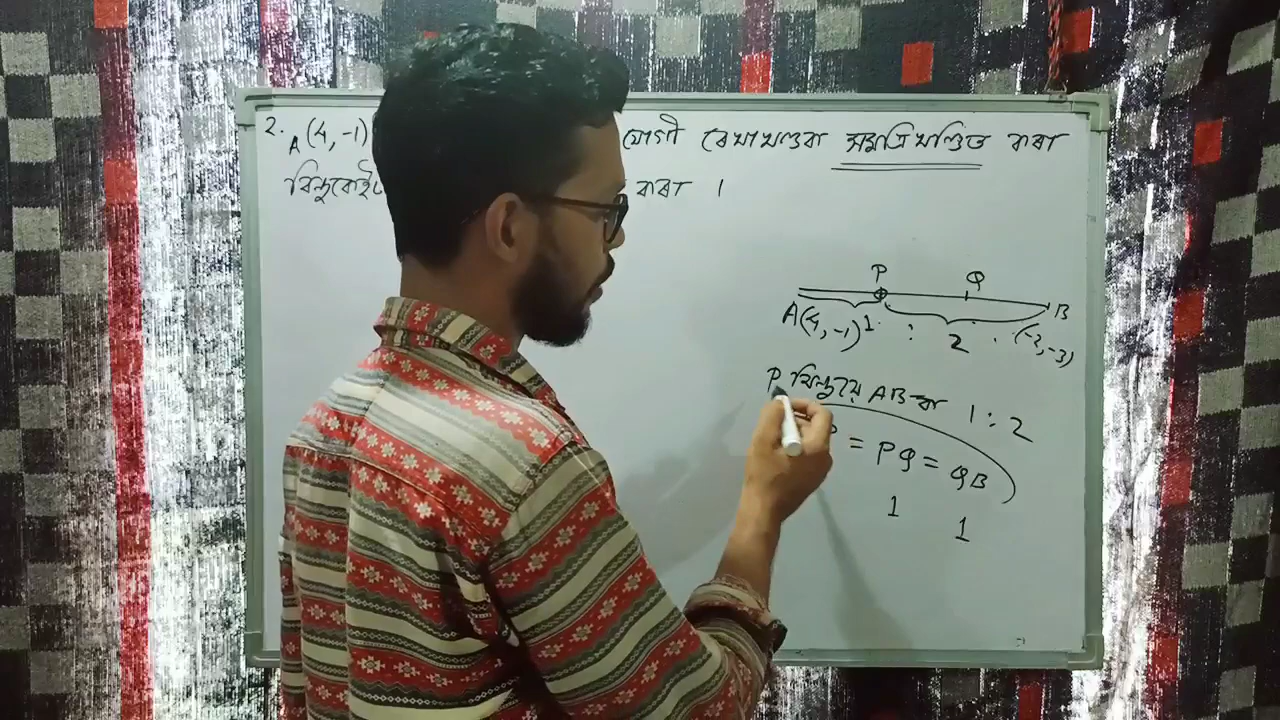 2. A(4, -1) যোগী ৰেখাখণ্ডৰা সমত্ৰিখণ্ডিত কৰা
কৰা ।
P Q
A(4, -1) B
1 : 2 (-2, -3)
P বিন্দুৱে AB-ক 1 : 2
= PQ = QB
1 1